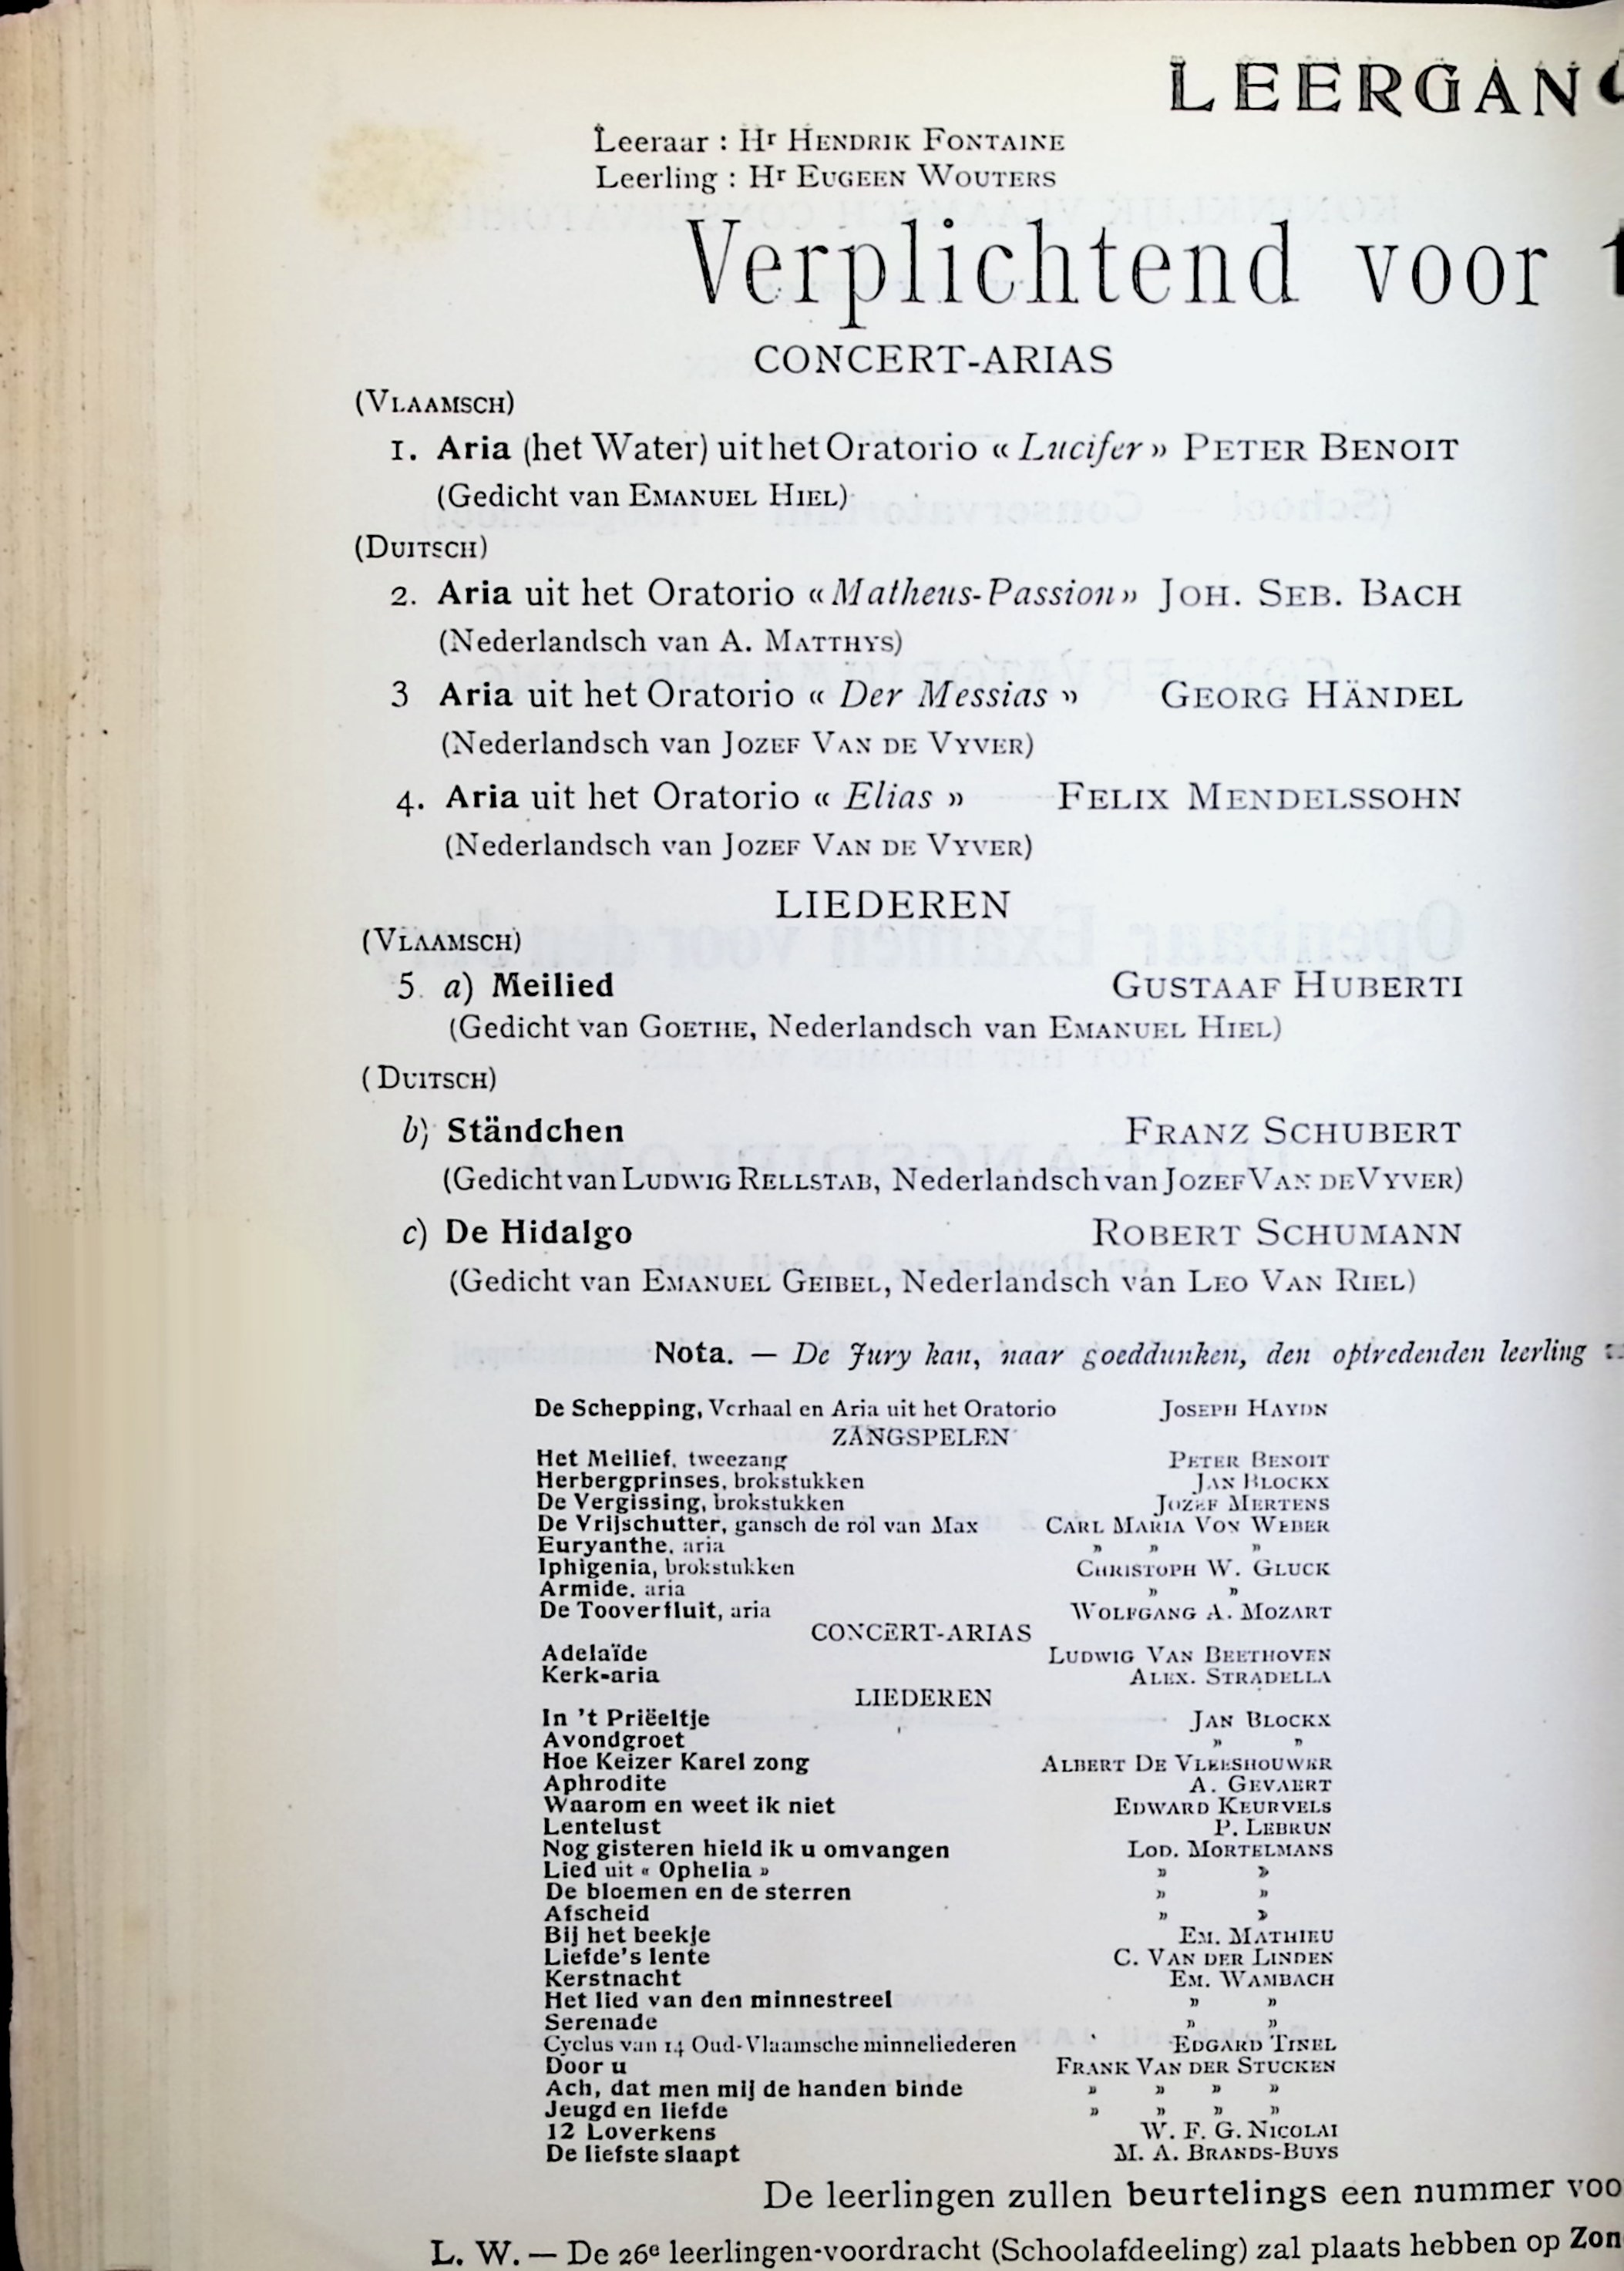 LEERGAN
Leeraar : Hr HENDRIK FONTAINE
Leerling : Hr EUGEEN WOUTERS
Verplichtend voor
CONCERT-ARIAS
(VLAAMSCH)
1. Aria (het Water) uit het Oratorio « Lucifer » PETER BENOIT
(Gedicht van EMANUEL HIEL)
(DUITSCH)
2. Aria uit het Oratorio « Matheus-Passion » JOH. SEB. BACH
(Nederlandsch van A. MATTHYS)
3 Aria uit het Oratorio « Der Messias » GEORG HÄNDEL
(Nederlandsch van JOZEF VAN DE VYVER)
4. Aria uit het Oratorio « Elias » FELIX MENDELSSOHN
(Nederlandsch van JOZEF VAN DE VYVER)
LIEDEREN
(VLAAMSCH)
5. a) Meilied GUSTAAF HUBERTI
(Gedicht van GOETHE, Nederlandsch van EMANUEL HIEL)
(DUITSCH)
b) Ständchen FRANZ SCHUBERT
(Gedicht van LUDWIG RELLSTAB, Nederlandsch van JOZEF VAN DE VYVER)
c) De Hidalgo ROBERT SCHUMANN
(Gedicht van EMANUEL GEIBEL, Nederlandsch van LEO VAN RIEL)
Nota. — De Jury kan, naar goeddunken, den optredenden leerling
De Schepping, Verhaal en Aria uit het Oratorio JOSEPH HAYDN
ZANGSPELEN
Het Meilief, tweezang PETER BENOIT
Herbergprinses, brokstukken JAN BLOCKX
De Vergissing, brokstukken JOZEF MERTENS
De Vrijschutter, gansch de rol van Max CARL MARIA VON WEBER
Euryanthe, aria » » »
Iphigenia, brokstukken CHRISTOPH W. GLUCK
Armide, aria » »
De Tooverfluit, aria WOLFGANG A. MOZART
CONCERT-ARIAS
Adelaïde LUDWIG VAN BEETHOVEN
Kerk-aria ALEX. STRADELLA
LIEDEREN
In 't Priëeltje JAN BLOCKX
Avondgroet » »
Hoe Keizer Karel zong ALBERT DE VLEESHOUWER
Aphrodite A. GEVAERT
Waarom en weet ik niet EDWARD KEURVELS
Lentelust P. LEBRUN
Nog gisteren hield ik u omvangen LOD. MORTELMANS
Lied uit « Ophelia » » »
De bloemen en de sterren » »
Afscheid » »
Bij het beekje EM. MATHIEU
Liefde's lente C. VAN DER LINDEN
Kerstnacht EM. WAMBACH
Het lied van den minnestreel » »
Serenade » »
Cyclus van 14 Oud-Vlaamsche minneliederen EDGARD TINEL
Door u FRANK VAN DER STUCKEN
Ach, dat men mij de handen binde » » » »
Jeugd en liefde » » » »
12 Loverkens W. F. G. NICOLAI
De liefste slaapt M. A. BRANDS-BUYS
De leerlingen zullen beurtelings een nummer voo
L. W. — De 26e leerlingen-voordracht (Schoolafdeeling) zal plaats hebben op Zon